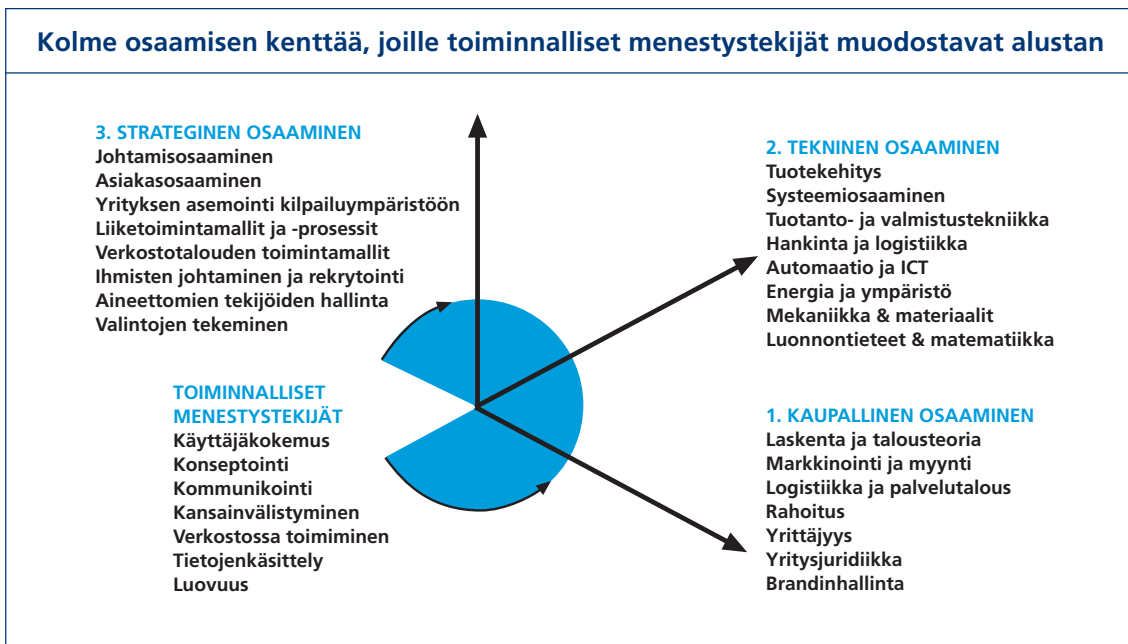 Kolme osaamisen kenttää, joille toiminnalliset menestystekijät muodostavat alustan
3. STRATEGINEN OSAAMINEN
Johtamisosaaminen
Asiakasosaaminen
Yrityksen asemointi kilpailuympäristöön
Liiketoimintamallit ja -prosessit
Verkostotalouden toimintamallit
Ihmisten johtaminen ja rekrytointi
Aineettomien tekijöiden hallinta
Valintojen tekeminen
2. TEKNINEN OSAAMINEN
Tuotekehitys
Systeemiosaaminen
Tuotanto- ja valmistustekniikka
Hankinta ja logistiikka
Automaatio ja ICT
Energia ja ympäristö
Mekaniikka & materiaalit
Luonnontieteet & matematiikka
TOIMINNALLISET
MENESTYSTEKIJÄT
Käyttäjäkokemus
Konseptointi
Kommunikointi
Kansainvälistyminen
Verkostossa toimiminen
Tietojenkäsittely
Luovuus
1. KAUPALLINEN OSAAMINEN
Laskenta ja talousteoria
Markkinointi ja myynti
Logistiikka ja palvelutalous
Rahoitus
Yrittäjyys
Yritysjuridiikka
Brandinhallinta